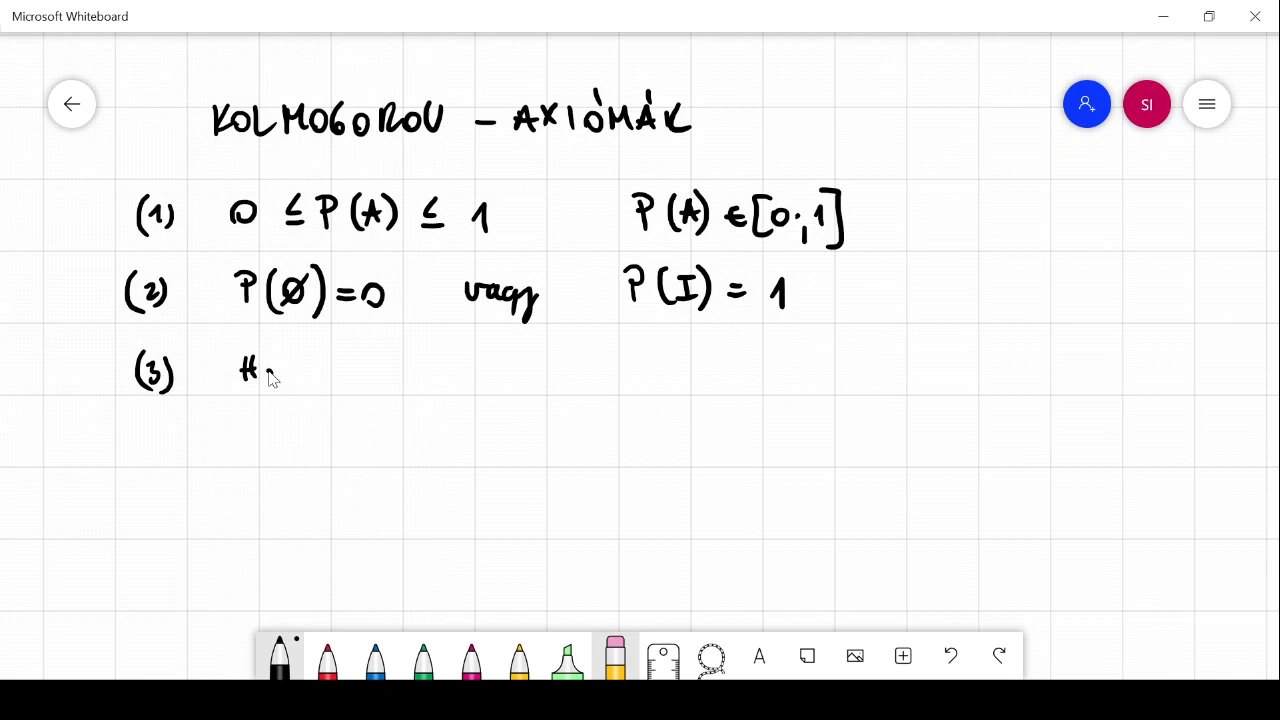 Microsoft Whiteboard
SI
KOLMOGOROV - AXIÓMÁK
(1) 0 ≤ P(A) ≤ 1 P(A) ∈ [0;1]
(2) P(Ø)=0 vagy P(I) = 1
(3) H
A